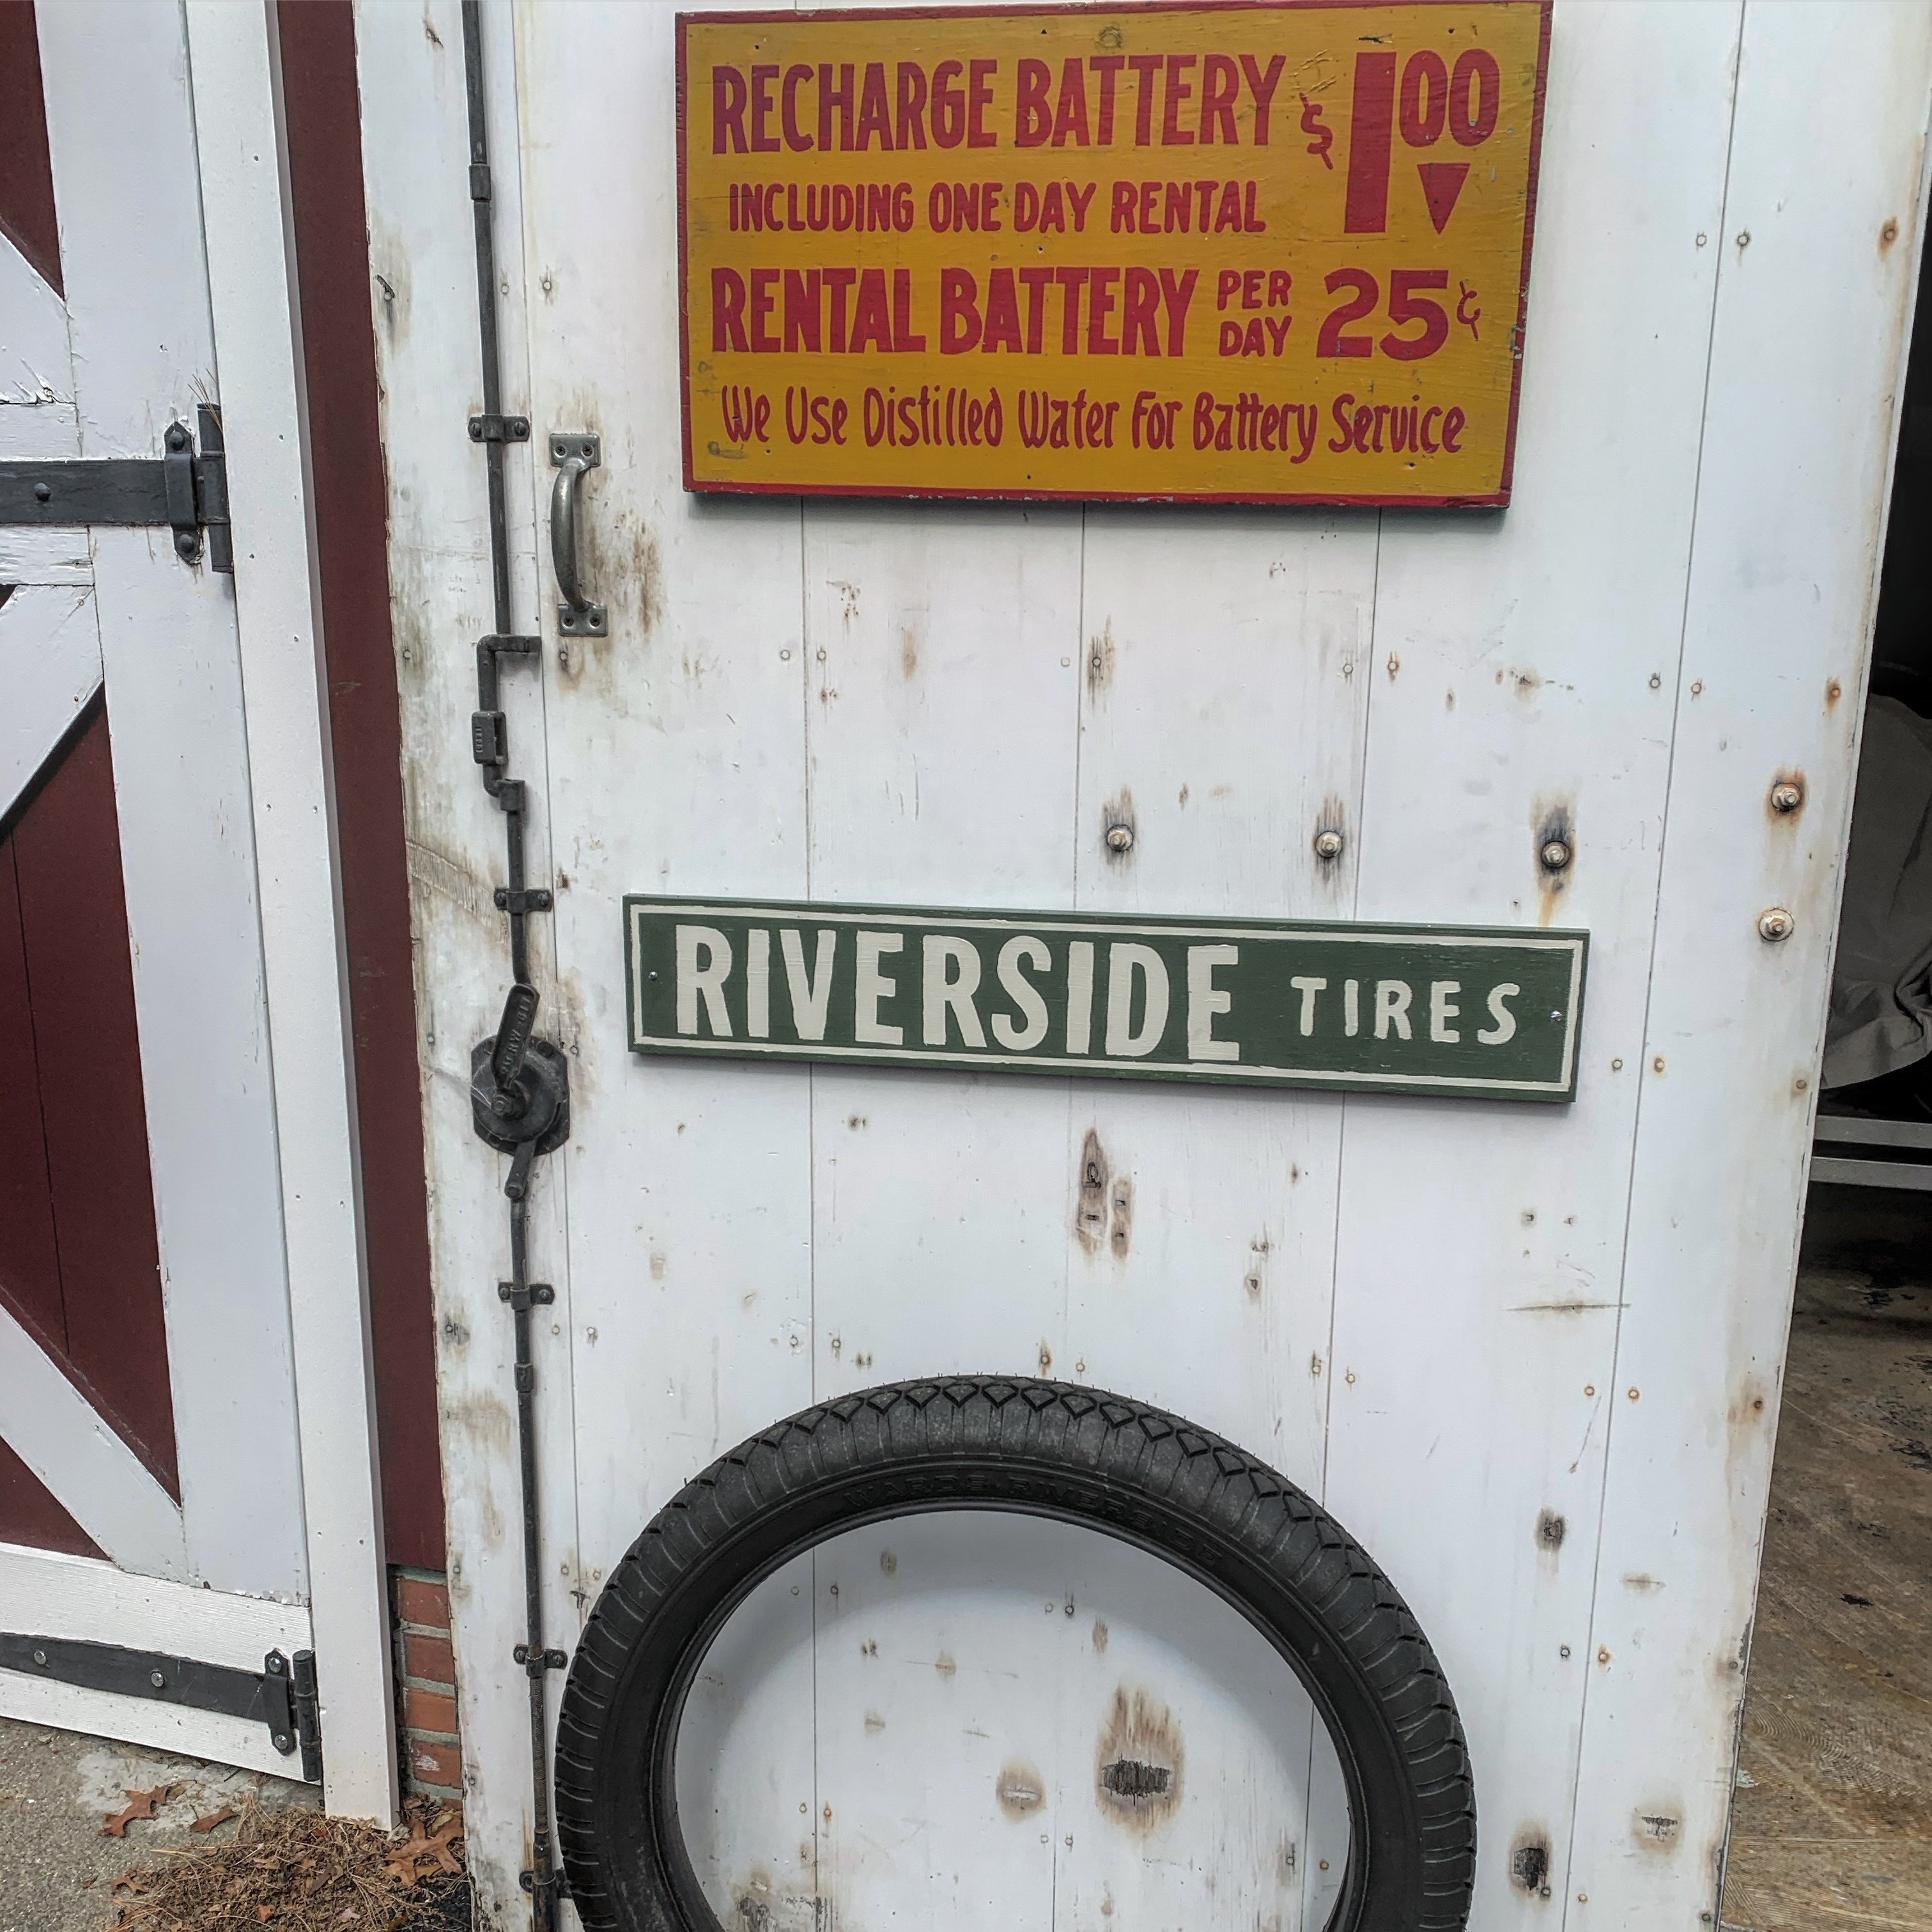 RECHARGE BATTERY $1.00
INCLUDING ONE DAY RENTAL
RENTAL BATTERY PER DAY 25¢
We Use Distilled Water For Battery Service
RIVERSIDE TIRES
WARDS RIVERSIDE